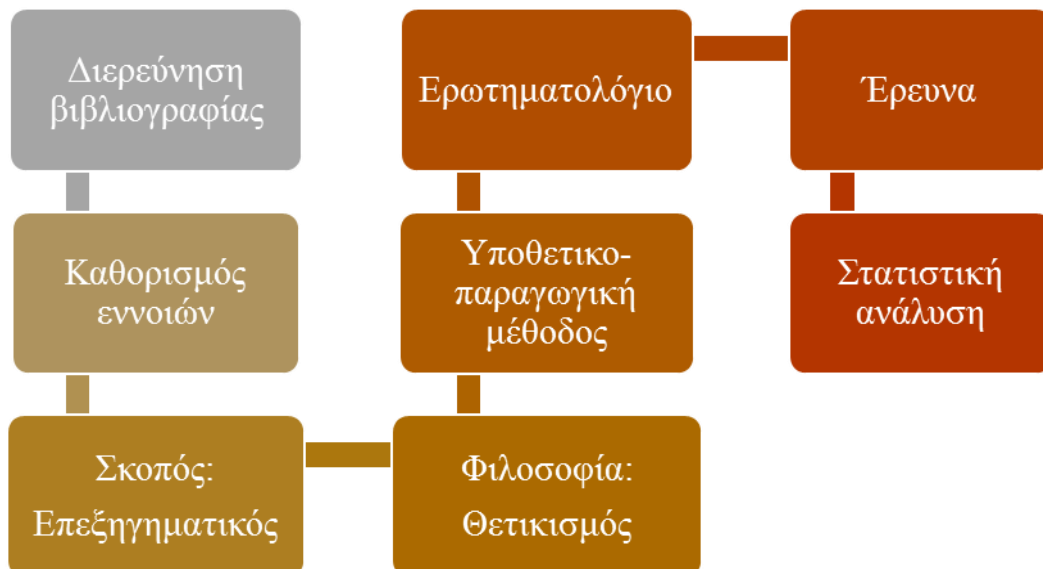 Διερεύνηση
βιβλιογραφίας
Καθορισμός
εννοιών
Σκοπός:
Επεξηγηματικός
Φιλοσοφία:
Θετικισμός
Υποθετικο-
παραγωγική
μέθοδος
Ερωτηματολόγιο
Έρευνα
Στατιστική
ανάλυση